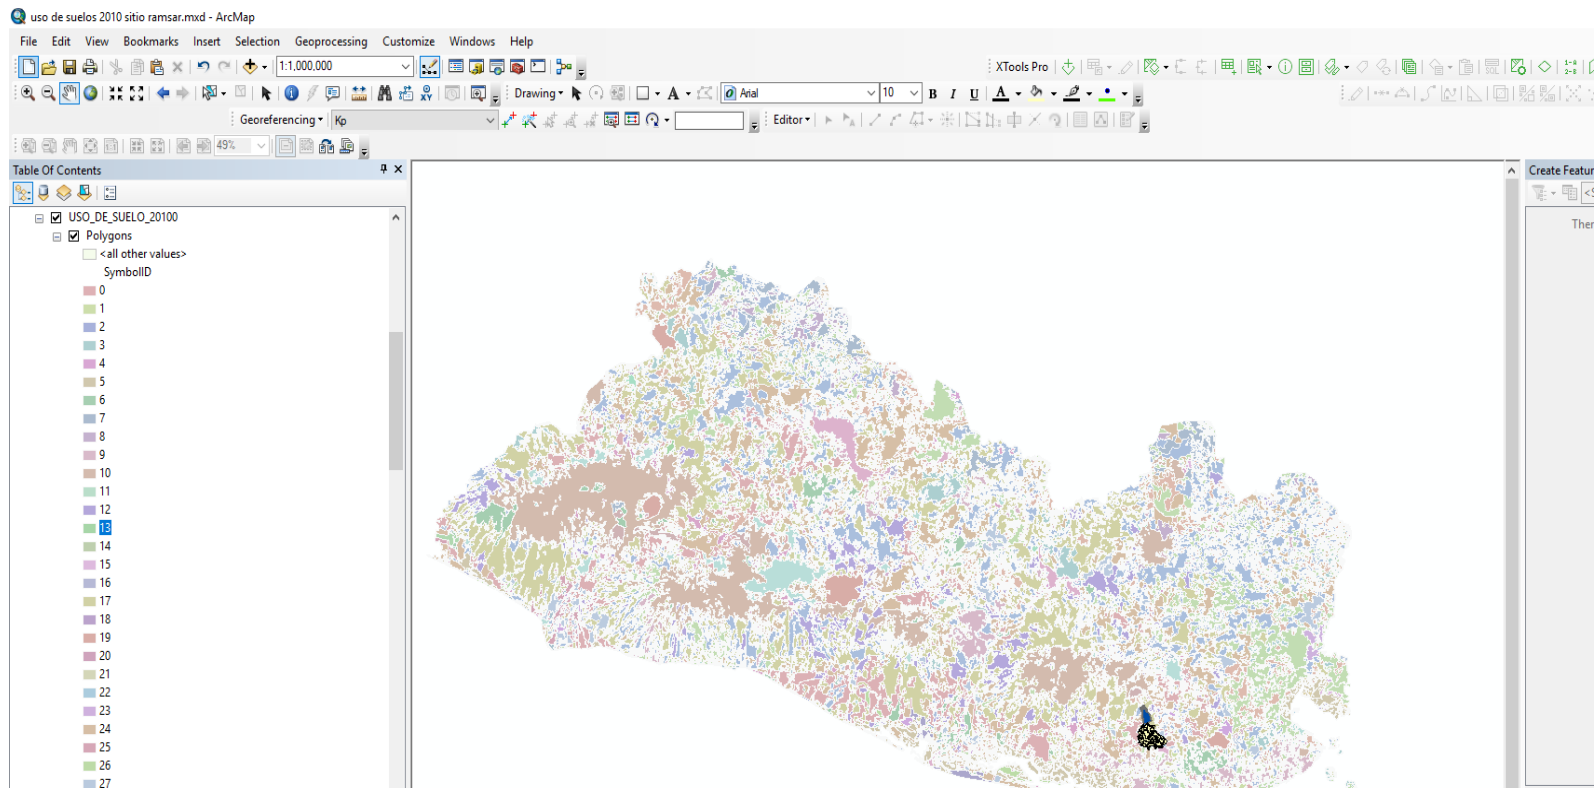 uso de suelos 2010 sitio ramsar.mxd - ArcMap
File Edit View Bookmarks Insert Selection Geoprocessing Customize Windows Help
1:1,000,000 XTools Pro
Drawing Arial 10 B I U A
Georeferencing Kp Editor
49%
Table Of Contents
Create Featur
USO_DE_SUELO_20100
Polygons
Ther
<all other values>
SymbolID
0
1
2
3
4
5
6
7
8
9
10
11
12
13
14
15
16
17
18
19
20
21
22
23
24
25
26
27